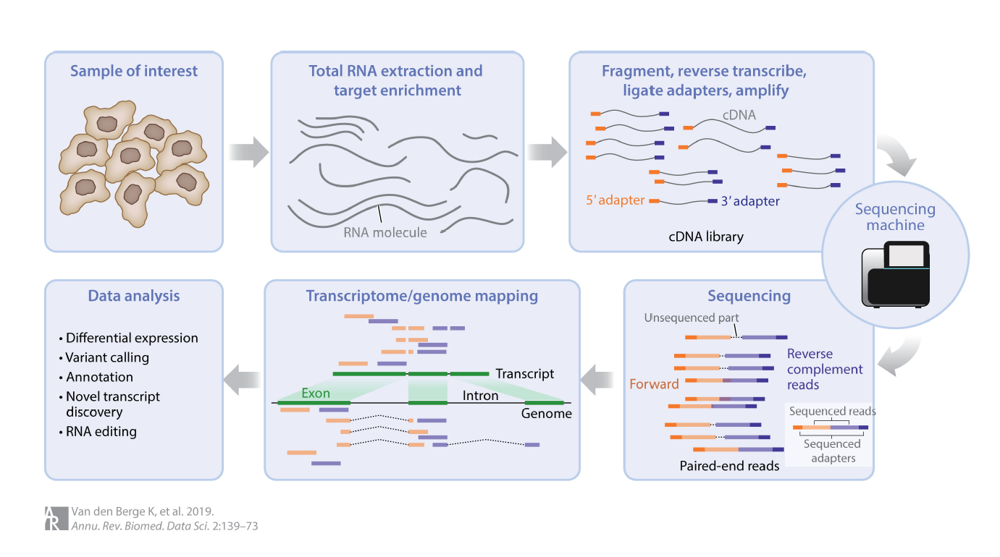 Sample of interest
Total RNA extraction and
target enrichment
RNA molecule
Fragment, reverse transcribe,
ligate adapters, amplify
cDNA
5′ adapter
3′ adapter
cDNA library
Sequencing
machine
Data analysis
• Differential expression
• Variant calling
• Annotation
• Novel transcript
discovery
• RNA editing
Transcriptome/genome mapping
Transcript
Exon
Intron
Genome
Sequencing
Unsequenced part
Reverse
complement
reads
Forward
Sequenced reads
Sequenced
adapters
Paired-end reads
AR
Van den Berge K, et al. 2019.
Annu. Rev. Biomed. Data Sci. 2:139–73